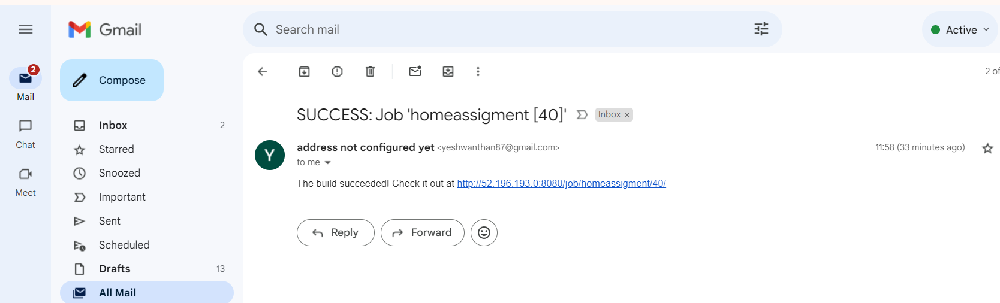 Gmail
Search mail
Active
2
Mail
Chat
Meet
Compose
Inbox 2
Starred
Snoozed
Important
Sent
Scheduled
Drafts 13
All Mail
2 of
SUCCESS: Job 'homeassigment [40]' Inbox ×
Y
address not configured yet <yeshwanthan87@gmail.com> 11:58 (33 minutes ago)
to me
The build succeeded! Check it out at http://52.196.193.0:8080/job/homeassigment/40/
Reply
Forward